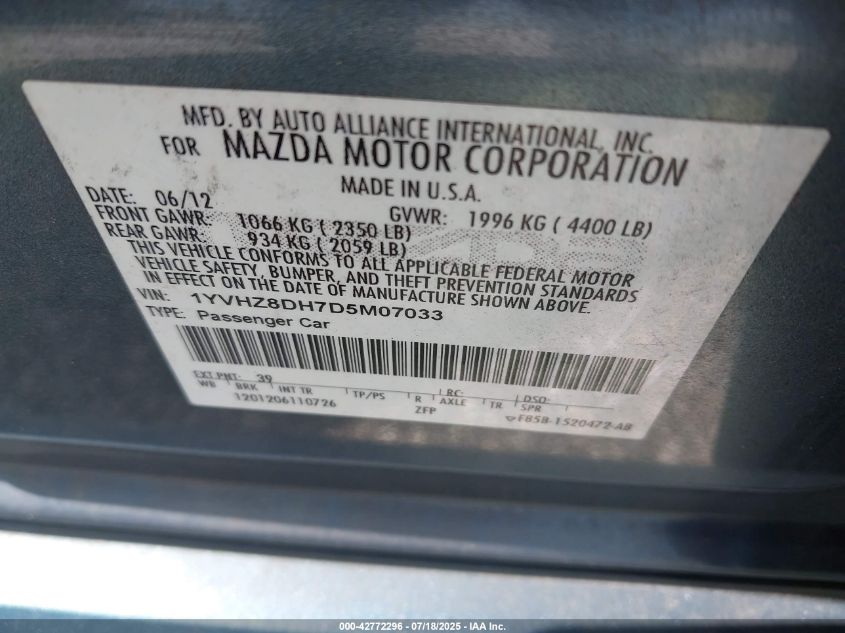 MFD. BY AUTO ALLIANCE INTERNATIONAL, INC.
FOR MAZDA MOTOR CORPORATION
MADE IN U.S.A.
DATE: 06/12
GVWR: 1996 KG ( 4400 LB)
FRONT GAWR: 1066 KG ( 2350 LB)
REAR GAWR: 934 KG ( 2059 LB)
THIS VEHICLE CONFORMS TO ALL APPLICABLE FEDERAL MOTOR
VEHICLE SAFETY, BUMPER, AND THEFT PREVENTION STANDARDS
IN EFFECT ON THE DATE OF MANUFACTURE SHOWN ABOVE.
VIN: 1YVHZ8DH7D5M07033
TYPE: Passenger Car
EXT PNT: 39 RC: DSO:
WB BRK INT TR TP/PS R AXLE TR SPR
1201206110726 ZFP F85B-1520472-AB
000-42772296 - 07/18/2025 - IAA Inc.